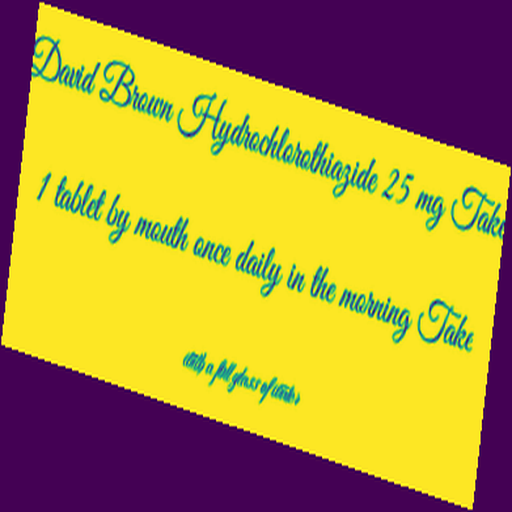 David Brown Hydrochlorothiazide 25 mg Take
1 tablet by mouth once daily in the morning Take
with a full glass of water